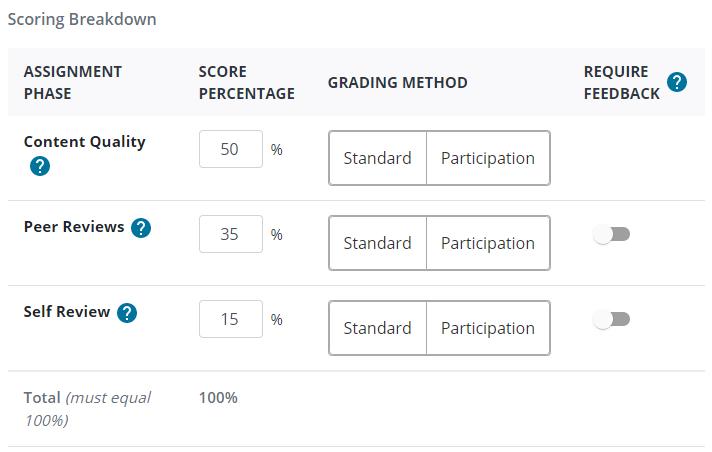 Scoring Breakdown
ASSIGNMENT PHASE SCORE PERCENTAGE GRADING METHOD REQUIRE FEEDBACK ?
Content Quality ? 50 % Standard Participation
Peer Reviews ? 35 % Standard Participation
Self Review ? 15 % Standard Participation
Total (must equal 100%) 100%